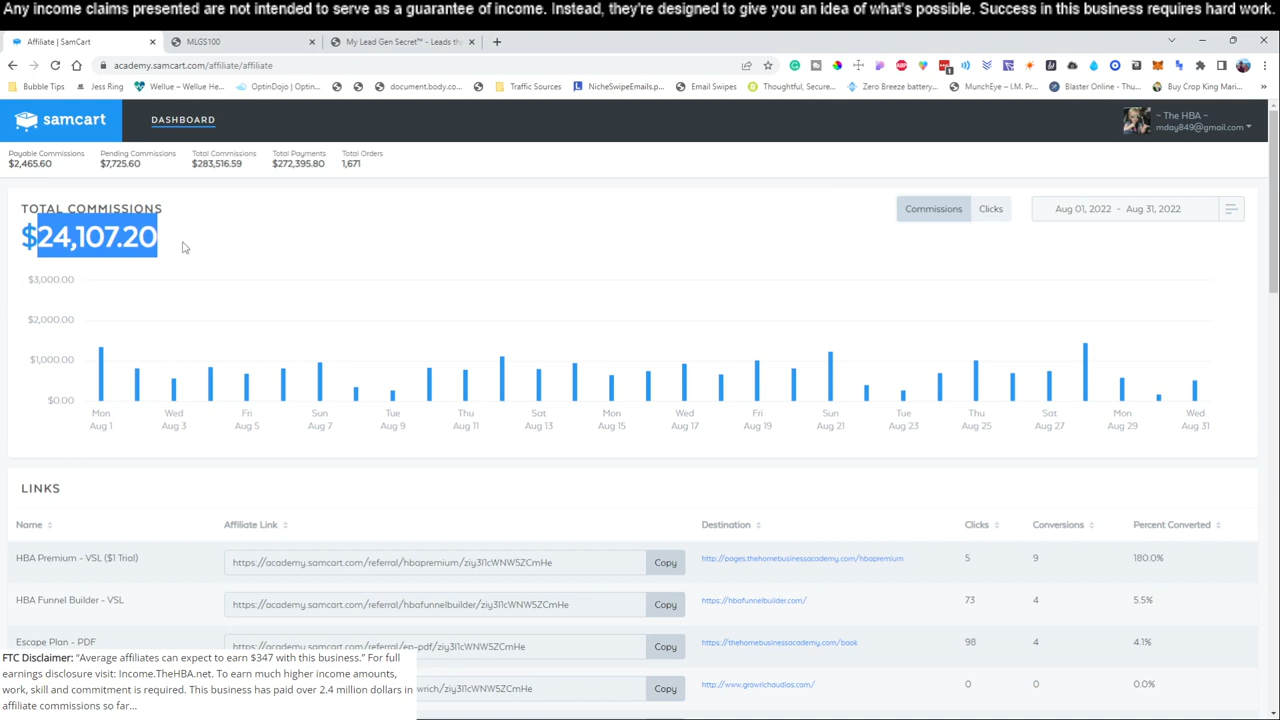 Any income claims presented are not intended to serve as a guarantee of income. Instead, they're designed to give you an idea of what's possible. Success in this business requires hard work.
Affiliate | SamCart
MLGS100
My Lead Gen Secret™ - Leads th
academy.samcart.com/affiliate/affiliate
Bubble Tips
Jess Ring
Wellue – Wellue He...
OptinDojo | Optin...
document.body.co...
Traffic Sources
NicheSwipeEmails.p...
Email Swipes
Thoughtful, Secure...
Zero Breeze battery...
MunchEye – I.M. Pr...
Blaster Online - Thu...
Buy Crop King Mari...
samcart
DASHBOARD
~ The HBA ~
mday849@gmail.com
Payable Commissions Pending Commissions Total Commissions Total Payments Total Orders
$2,465.60 $7,725.60 $283,516.59 $272,395.80 1,671
TOTAL COMMISSIONS
$24,107.20
Commissions Clicks
Aug 01, 2022 - Aug 31, 2022
$3,000.00
$2,000.00
$1,000.00
$0.00
Mon Wed Fri Sun Tue Thu Sat Mon Wed Fri Sun Tue Thu Sat Mon Wed
Aug 1 Aug 3 Aug 5 Aug 7 Aug 9 Aug 11 Aug 13 Aug 15 Aug 17 Aug 19 Aug 21 Aug 23 Aug 25 Aug 27 Aug 29 Aug 31
LINKS
Name Affiliate Link Destination Clicks Conversions Percent Converted
HBA Premium - VSL ($1 Trial) https://academy.samcart.com/referral/hbapremium/ziy3l1cWNW5ZCmHe Copy http://pages.thehomebusinessacademy.com/hbapremium 5 9 180.0%
HBA Funnel Builder - VSL https://academy.samcart.com/referral/hbafunnelbuilder/ziy3l1cWNW5ZCmHe Copy https://hbafunnelbuilder.com/ 73 4 5.5%
Escape Plan - PDF https://academy.samcart.com/referral/ep-pdf/ziy3l1cWNW5ZCmHe Copy https://thehomebusinessacademy.com/book 98 4 4.1%
wrich/ziy3l1cWNW5ZCmHe Copy http://www.growrichaudios.com/ 0 0 0.0%
FTC Disclaimer: "Average affiliates can expect to earn $347 with this business." For full
earnings disclosure visit: Income.TheHBA.net. To earn much higher income amounts,
work, skill and commitment is required. This business has paid over 2.4 million dollars in
affiliate commissions so far...